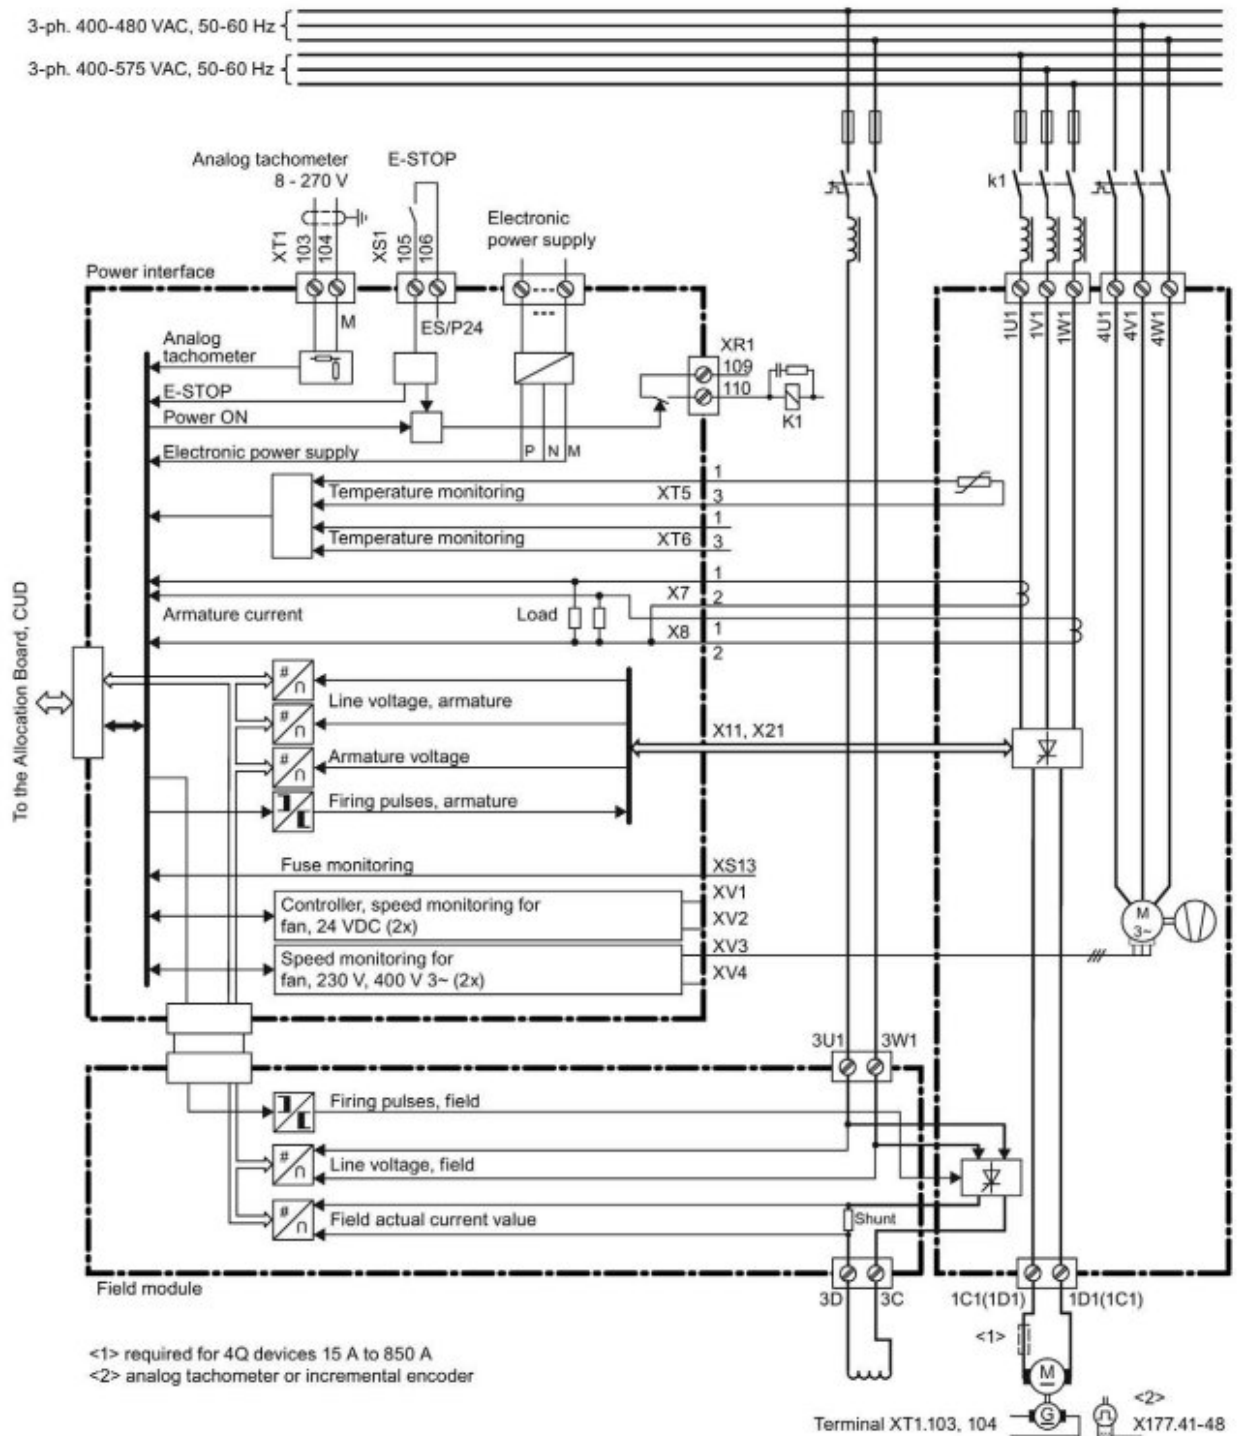 3-ph. 400-480 VAC, 50-60 Hz
3-ph. 400-575 VAC, 50-60 Hz
Analog tachometer
8 - 270 V
E-STOP
k1
XT1
103
104
XS1
105
106
Electronic
power supply
Power interface
M
ES/P24
1U1
1V1
1W1
4U1
4V1
4W1
Analog
tachometer
XR1
109
110
E-STOP
Power ON
K1
Electronic power supply
P N M
1
Temperature monitoring
XT5
3
1
Temperature monitoring
XT6
3
1
X7
2
Armature current
Load
X8
1
2
To the Allocation Board, CUD
#
∩
Line voltage, armature
#
∩
X11, X21
#
∩
Armature voltage
Firing pulses, armature
Fuse monitoring
XS13
XV1
Controller, speed monitoring for
fan, 24 VDC (2x)
XV2
M
3~
XV3
Speed monitoring for
fan, 230 V, 400 V 3~ (2x)
XV4
3U1
3W1
Firing pulses, field
#
∩
Line voltage, field
#
∩
Field actual current value
Shunt
Field module
3D
3C
1C1(1D1)
1D1(1C1)
<1>
<1> required for 4Q devices 15 A to 850 A
<2> analog tachometer or incremental encoder
M
<2>
Terminal XT1.103, 104
G
X177.41-48